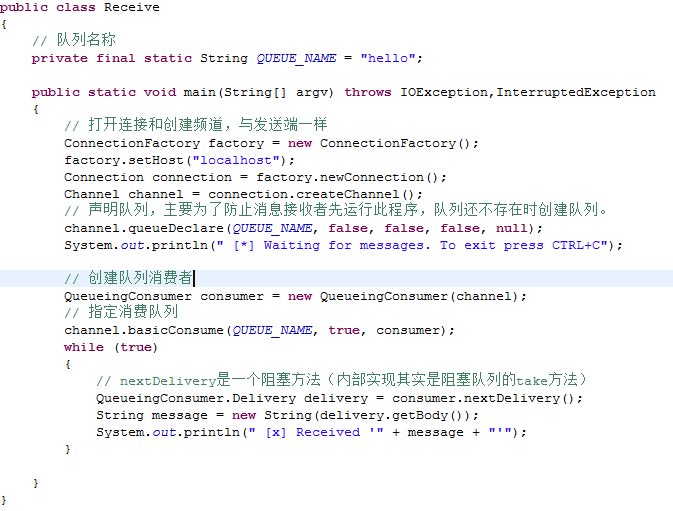 public class Receive
{
    // 队列名称
    private final static String QUEUE_NAME = "hello";

    public static void main(String[] argv) throws IOException,InterruptedException
    {
        // 打开连接和创建频道，与发送端一样
        ConnectionFactory factory = new ConnectionFactory();
        factory.setHost("localhost");
        Connection connection = factory.newConnection();
        Channel channel = connection.createChannel();
        // 声明队列，主要为了防止消息接收者先运行此程序，队列还不存在时创建队列。
        channel.queueDeclare(QUEUE_NAME, false, false, false, null);
        System.out.println(" [*] Waiting for messages. To exit press CTRL+C");

        // 创建队列消费者
        QueueingConsumer consumer = new QueueingConsumer(channel);
        // 指定消费队列
        channel.basicConsume(QUEUE_NAME, true, consumer);
        while (true)
        {
            // nextDelivery是一个阻塞方法（内部实现其实是阻塞队列的take方法）
            QueueingConsumer.Delivery delivery = consumer.nextDelivery();
            String message = new String(delivery.getBody());
            System.out.println(" [x] Received '" + message + "'");
        }

    }
}